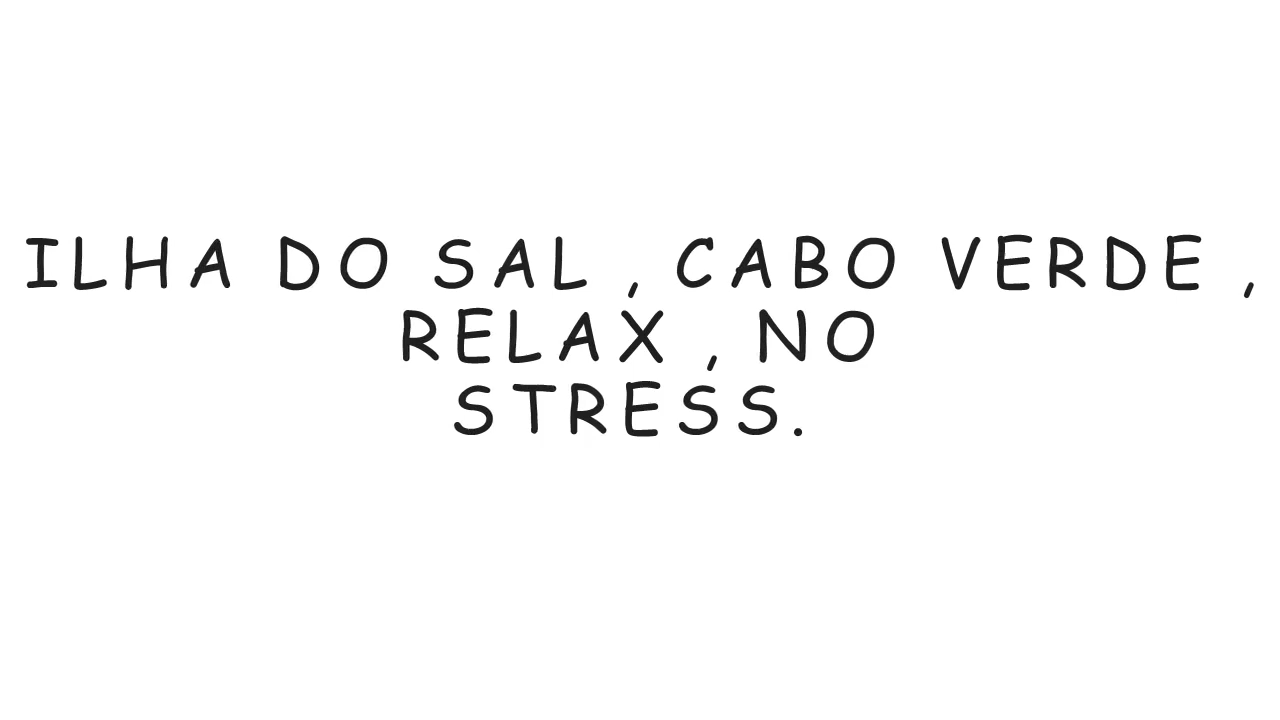 ILHA DO SAL , CABO VERDE ,
RELAX , NO
STRESS.